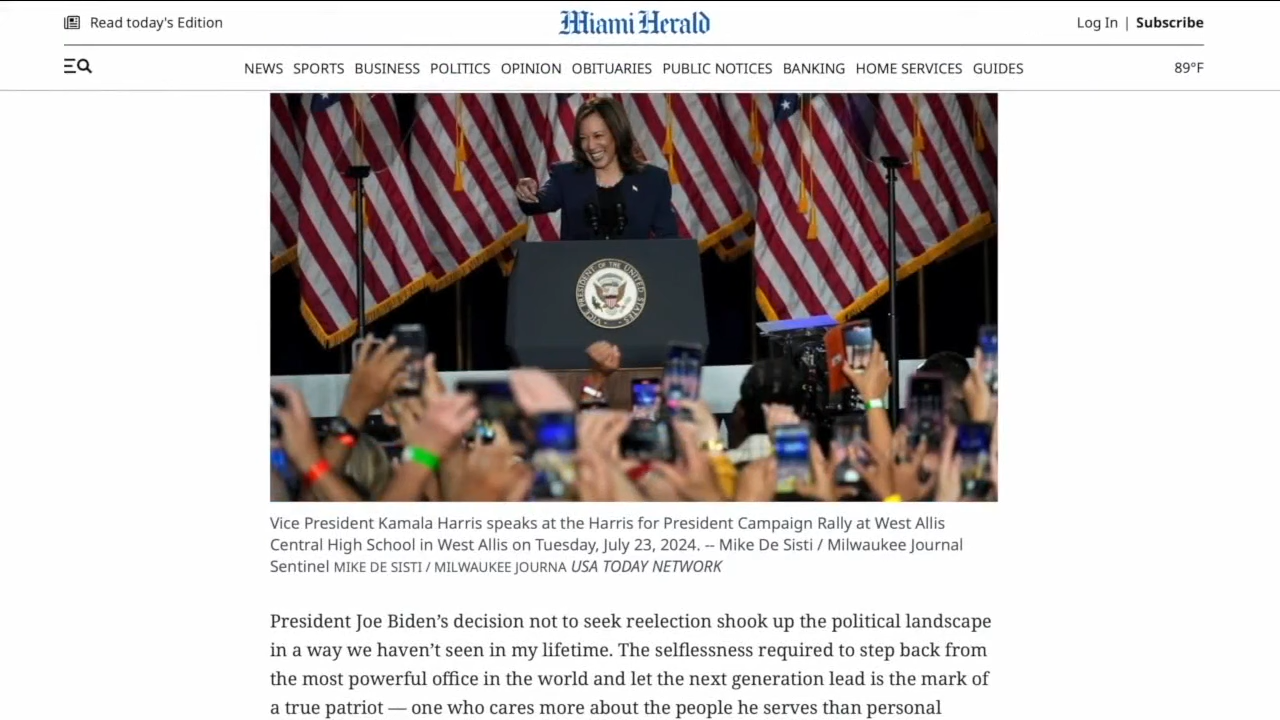 Read today's Edition
Miami Herald
Log In | Subscribe
NEWS SPORTS BUSINESS POLITICS OPINION OBITUARIES PUBLIC NOTICES BANKING HOME SERVICES GUIDES
89°F
VICE PRESIDENT OF THE UNITED STATES
Vice President Kamala Harris speaks at the Harris for President Campaign Rally at West Allis
Central High School in West Allis on Tuesday, July 23, 2024. -- Mike De Sisti / Milwaukee Journal
Sentinel MIKE DE SISTI / MILWAUKEE JOURNA USA TODAY NETWORK
President Joe Biden’s decision not to seek reelection shook up the political landscape
in a way we haven’t seen in my lifetime. The selflessness required to step back from
the most powerful office in the world and let the next generation lead is the mark of
a true patriot — one who cares more about the people he serves than personal